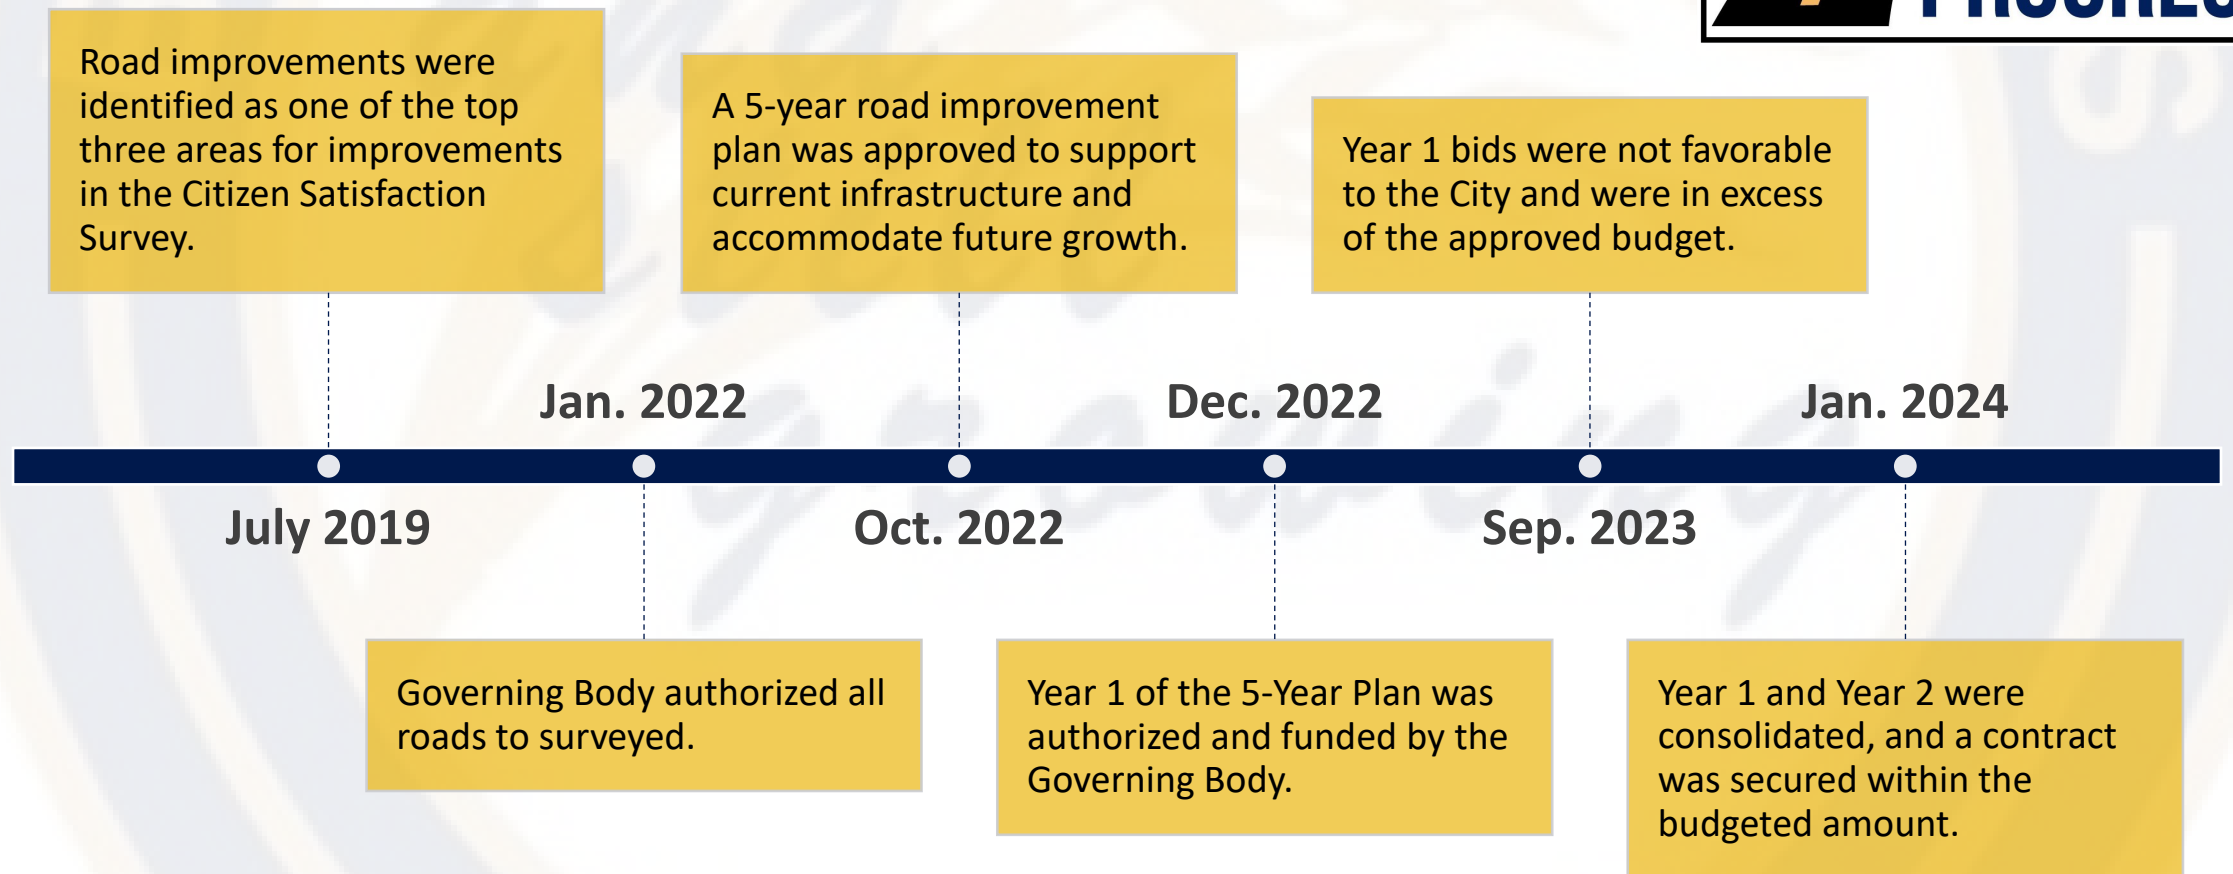 PROGRES
Road improvements were
identified as one of the top
three areas for improvements
in the Citizen Satisfaction
Survey.
A 5-year road improvement
plan was approved to support
current infrastructure and
accommodate future growth.
Year 1 bids were not favorable
to the City and were in excess
of the approved budget.
Jan. 2022
Dec. 2022
Jan. 2024
July 2019
Oct. 2022
Sep. 2023
Governing Body authorized all
roads to surveyed.
Year 1 of the 5-Year Plan was
authorized and funded by the
Governing Body.
Year 1 and Year 2 were
consolidated, and a contract
was secured within the
budgeted amount.
and
still
growing